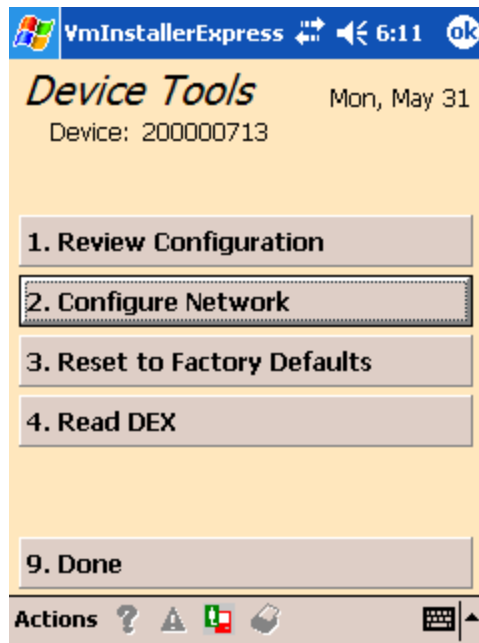 VmInstallerExpress 6:11 ok
Device Tools Mon, May 31
Device: 200000713
1. Review Configuration
2. Configure Network
3. Reset to Factory Defaults
4. Read DEX
9. Done
Actions